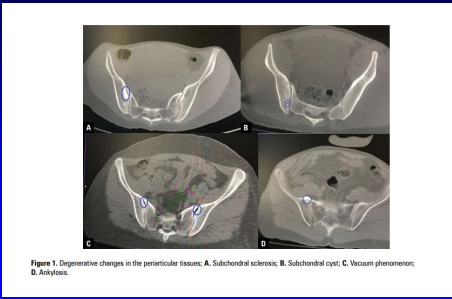 A
B
C
D
Figure 1. Degenerative changes in the periarticular tissues; A. Subchondral sclerosis; B. Subchondral cyst; C. Vacuum phenomenon;
D. Ankylosis.